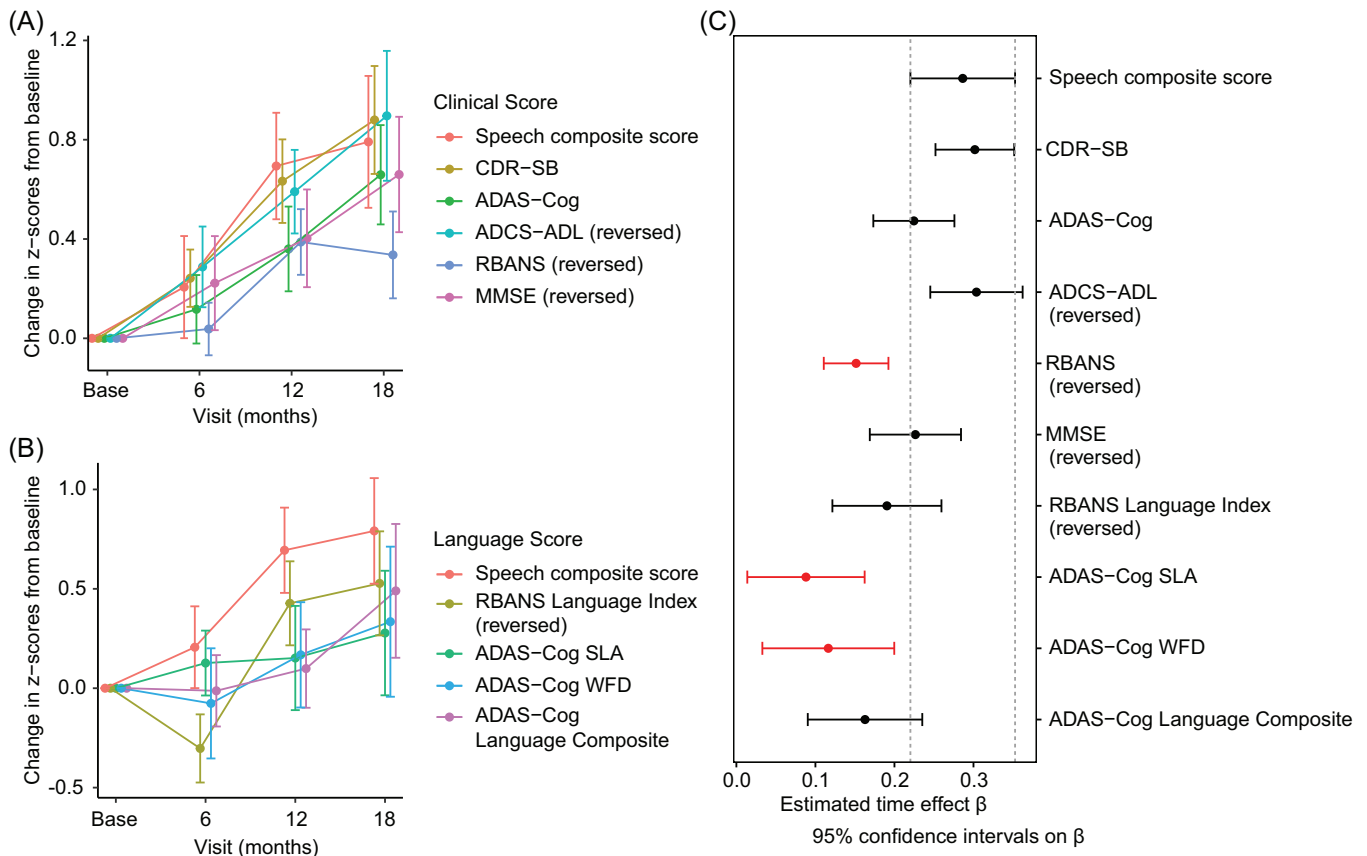 (A)
Change in z-scores from baseline
1.2
0.8
0.4
0.0
Base
6
12
18
Visit (months)
Clinical Score
Speech composite score
CDR−SB
ADAS−Cog
ADCS−ADL (reversed)
RBANS (reversed)
MMSE (reversed)
(B)
Change in z-scores from baseline
1.0
0.5
0.0
-0.5
Base
6
12
18
Visit (months)
Language Score
Speech composite score
RBANS Language Index
(reversed)
ADAS−Cog SLA
ADAS−Cog WFD
ADAS−Cog
Language Composite
(C)
Speech composite score
CDR−SB
ADAS−Cog
ADCS−ADL
(reversed)
RBANS
(reversed)
MMSE
(reversed)
RBANS Language Index
(reversed)
ADAS−Cog SLA
ADAS−Cog WFD
ADAS−Cog Language Composite
0.0
0.1
0.2
0.3
Estimated time effect β
95% confidence intervals on β